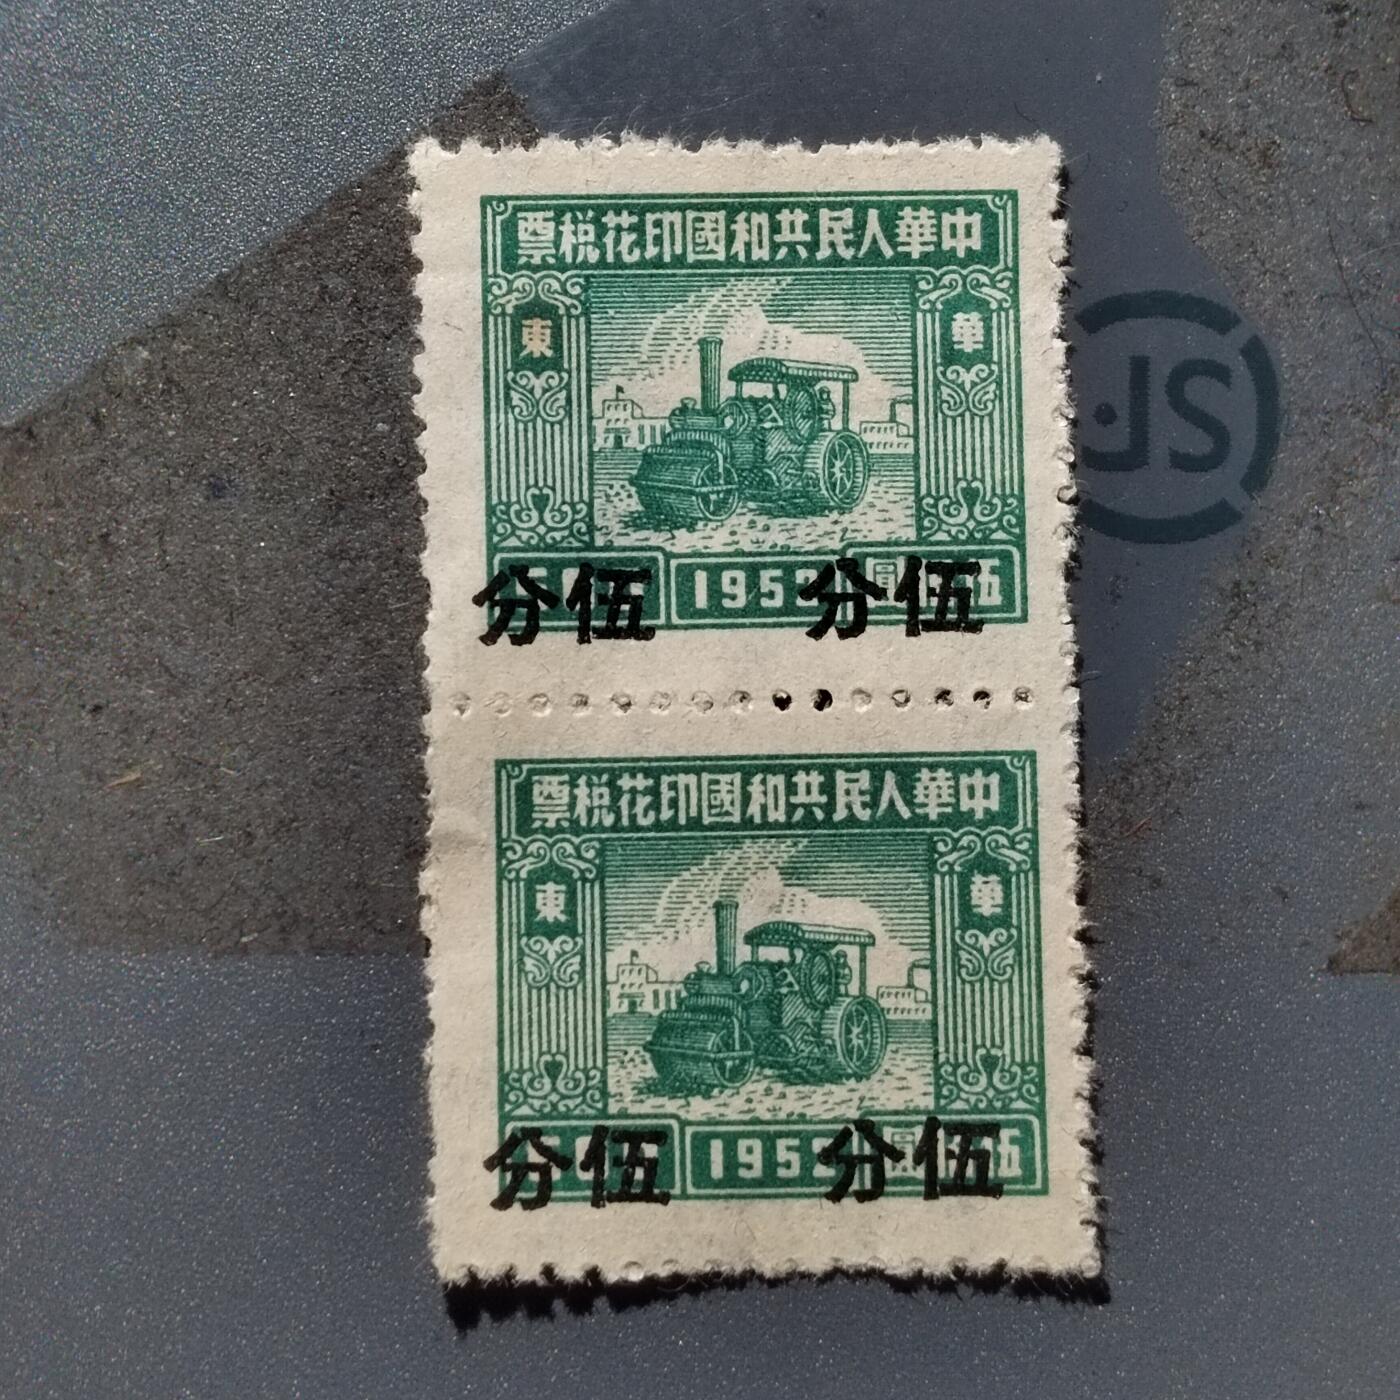 中華人民共和國印花稅票
華 東
伍分 1952 伍分
中華人民共和國印花稅票
華 東
伍分 1952 伍分